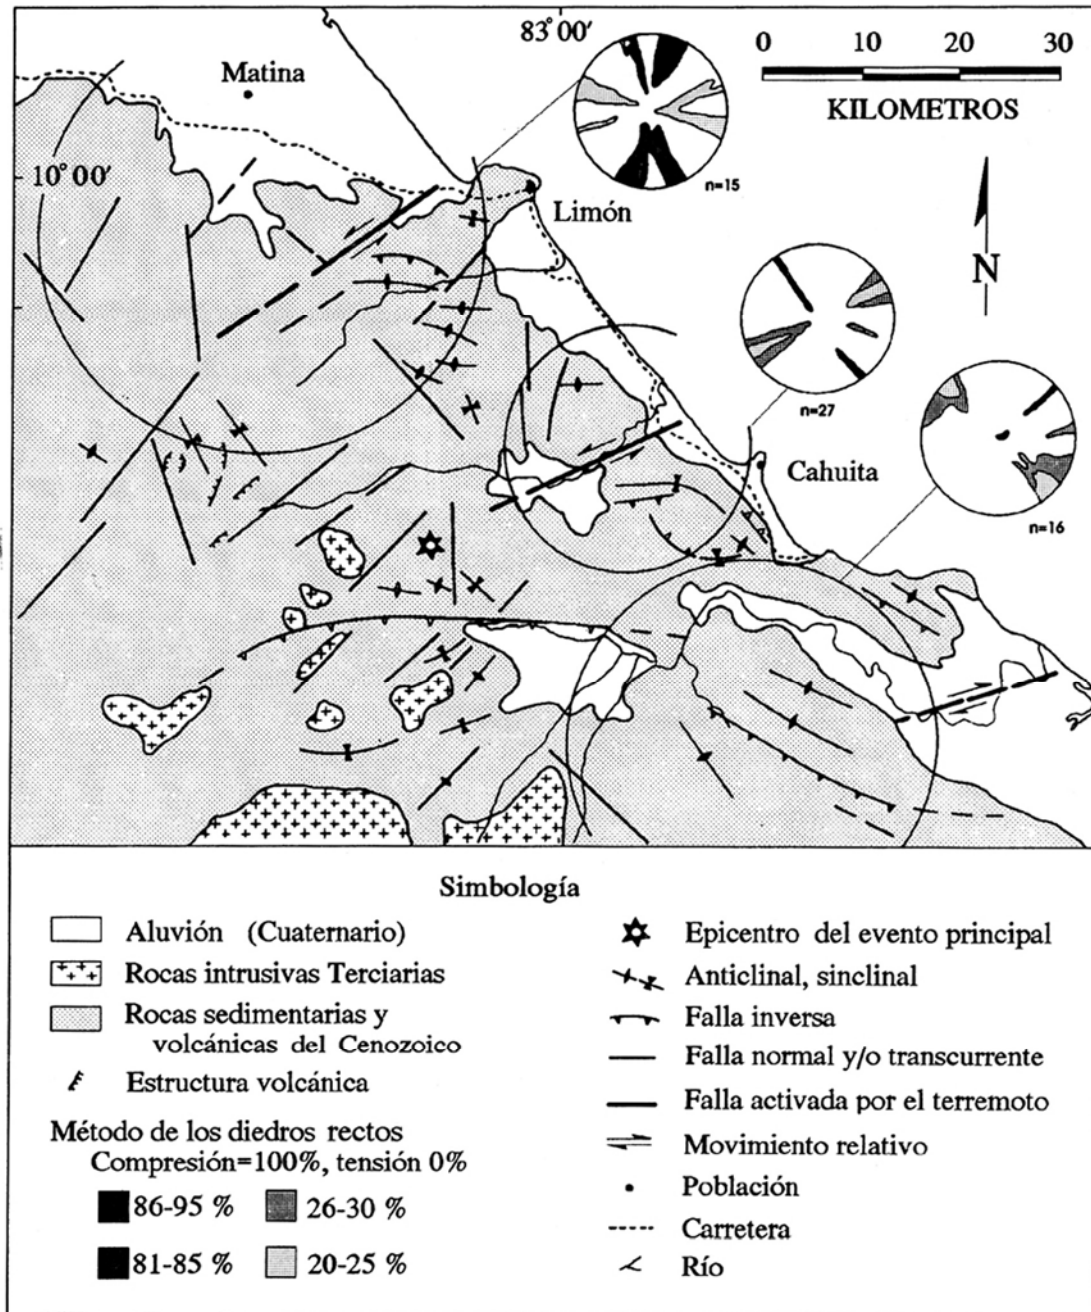 83° 00'
0 10 20 30
KILOMETROS
Matina
n=15
10° 00'
Limón
N
n=27
Cahuita
n=16
Simbología
Aluvión (Cuaternario)
Rocas intrusivas Terciarias
Rocas sedimentarias y
volcánicas del Cenozoico
Estructura volcánica
Método de los diedros rectos
Compresión=100%, tensión 0%
86-95 % 26-30 %
81-85 % 20-25 %
Epicentro del evento principal
Anticlinal, sinclinal
Falla inversa
Falla normal y/o transcurrente
Falla activada por el terremoto
Movimiento relativo
Población
Carretera
Río